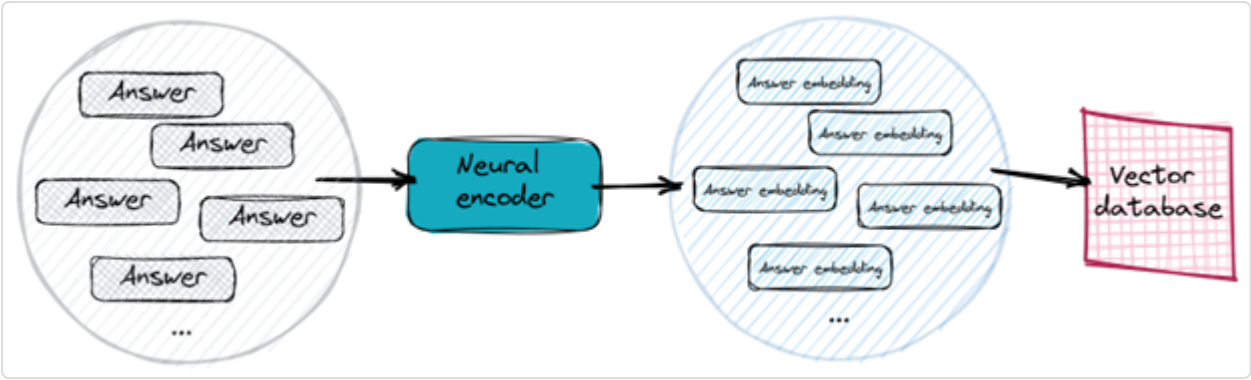 Answer
Answer
Answer
Answer
Answer
...
Neural
encoder
Answer embedding
Answer embedding
Answer embedding
Answer embedding
Answer embedding
...
Vector
database